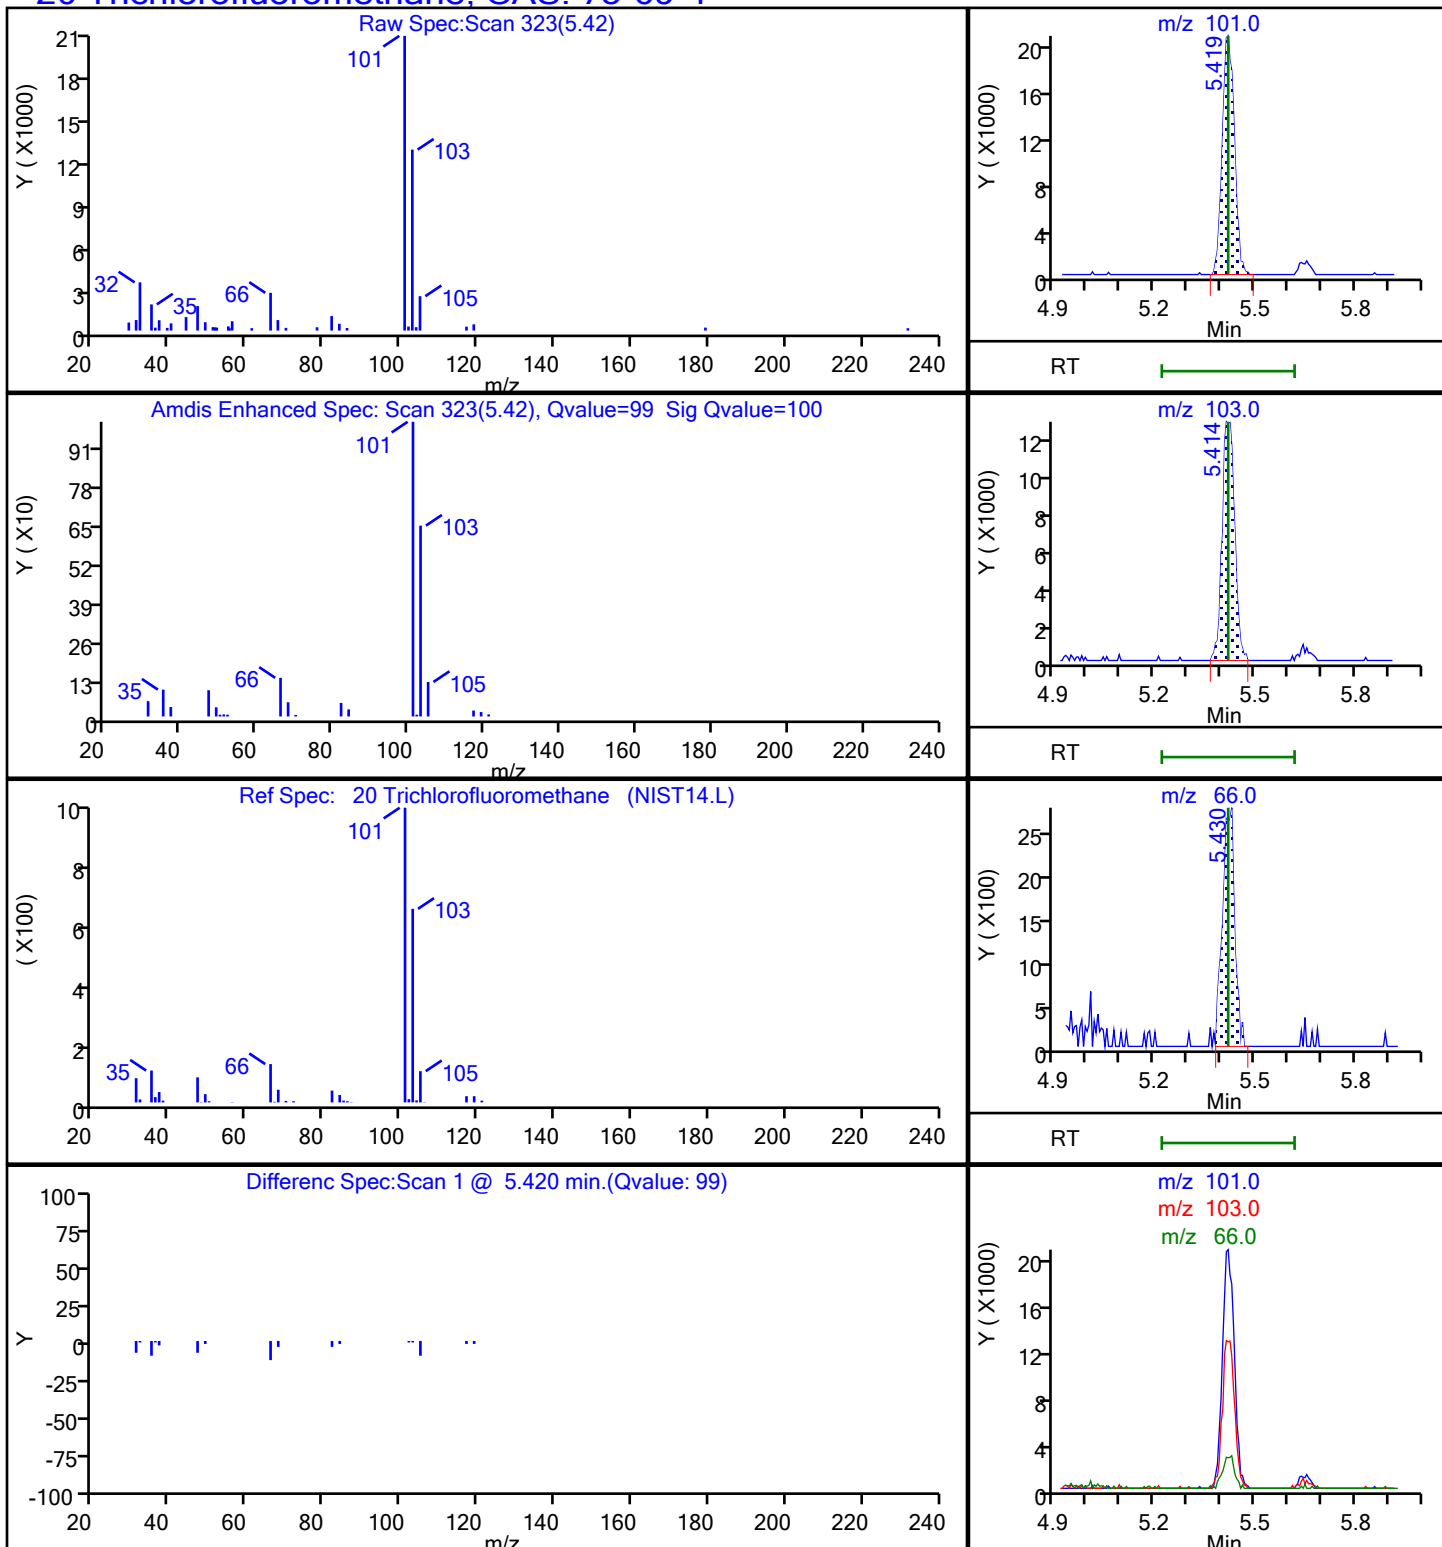 Raw Spec:Scan 323(5.42)
Y ( X1000)
21
18
15
12
9
6
3
0
101
103
32
35
66
105
20 40 60 80 100 120 140 160 180 200 220 240
m/z
m/z 101.0
Y ( X1000)
20
16
12
8
4
0
5.419
4.9 5.2 5.5 5.8
Min
RT
Amdis Enhanced Spec: Scan 323(5.42), Qvalue=99 Sig Qvalue=100
Y ( X10)
91
78
65
52
39
26
13
0
101
103
35
66
105
20 40 60 80 100 120 140 160 180 200 220 240
m/z
m/z 103.0
Y ( X1000)
12
10
8
6
4
2
0
5.414
4.9 5.2 5.5 5.8
Min
RT
Ref Spec: 20 Trichlorofluoromethane (NIST14.L)
( X100)
10
8
6
4
2
0
101
103
35
66
105
20 40 60 80 100 120 140 160 180 200 220 240
m/z 66.0
Y ( X100)
25
20
15
10
5
0
5.430
4.9 5.2 5.5 5.8
Min
RT
Differenc Spec:Scan 1 @ 5.420 min.(Qvalue: 99)
Y
100
75
50
25
0
-25
-50
-75
-100
20 40 60 80 100 120 140 160 180 200 220 240
m/z
m/z 101.0
m/z 103.0
m/z 66.0
Y ( X1000)
20
16
12
8
4
0
4.9 5.2 5.5 5.8
Min